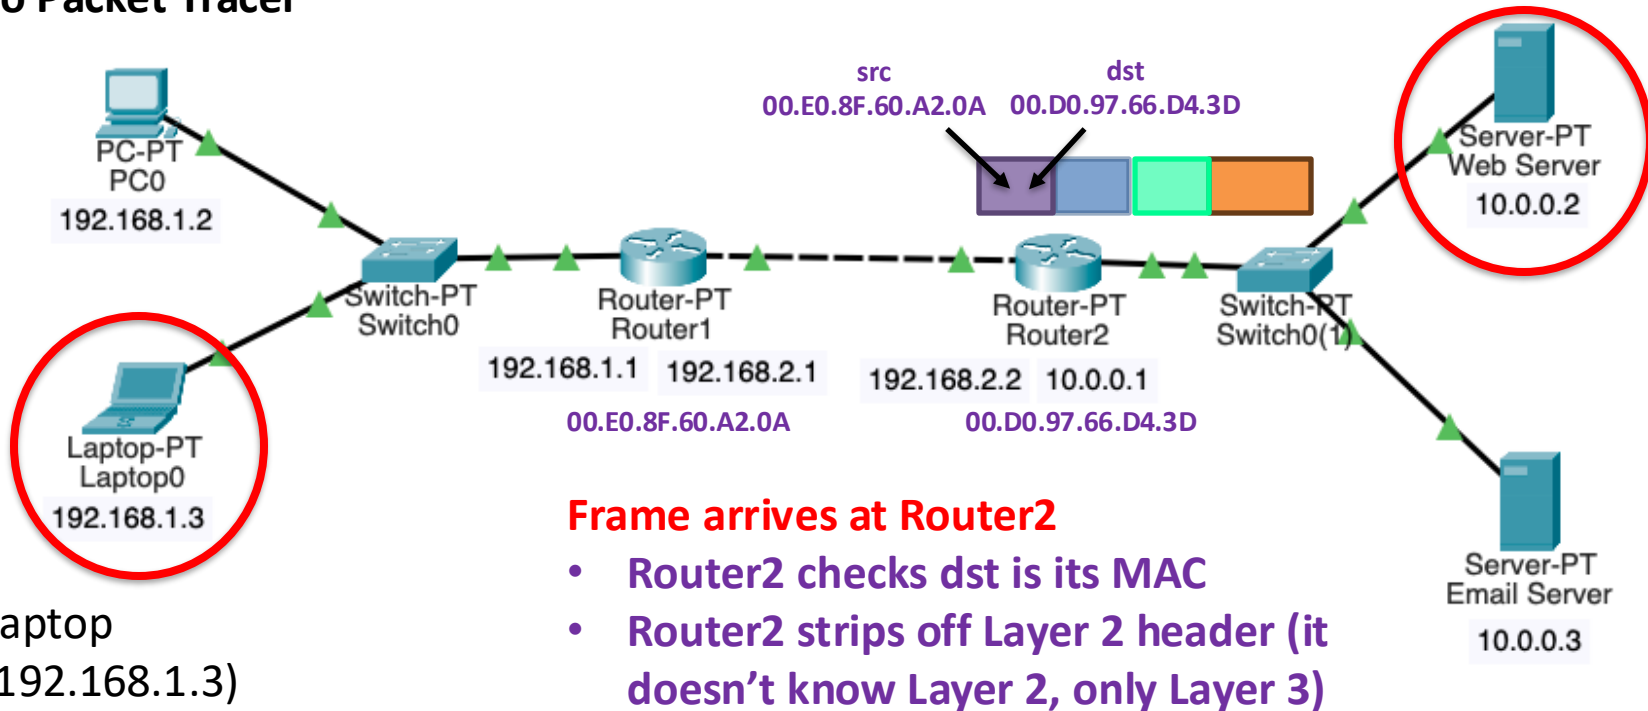 o Packet Tracer
src
dst
00.E0.8F.60.A2.0A
00.D0.97.66.D4.3D
PC-PT
PC0
192.168.1.2
Server-PT
Web Server
10.0.0.2
Switch-PT
Switch0
Router-PT
Router1
192.168.1.1
192.168.2.1
00.E0.8F.60.A2.0A
Router-PT
Router2
192.168.2.2
10.0.0.1
00.D0.97.66.D4.3D
Switch-PT
Switch0(1)
Laptop-PT
Laptop0
192.168.1.3
Server-PT
Email Server
10.0.0.3
aptop
192.168.1.3)
Frame arrives at Router2
• Router2 checks dst is its MAC
• Router2 strips off Layer 2 header (it
doesn’t know Layer 2, only Layer 3)